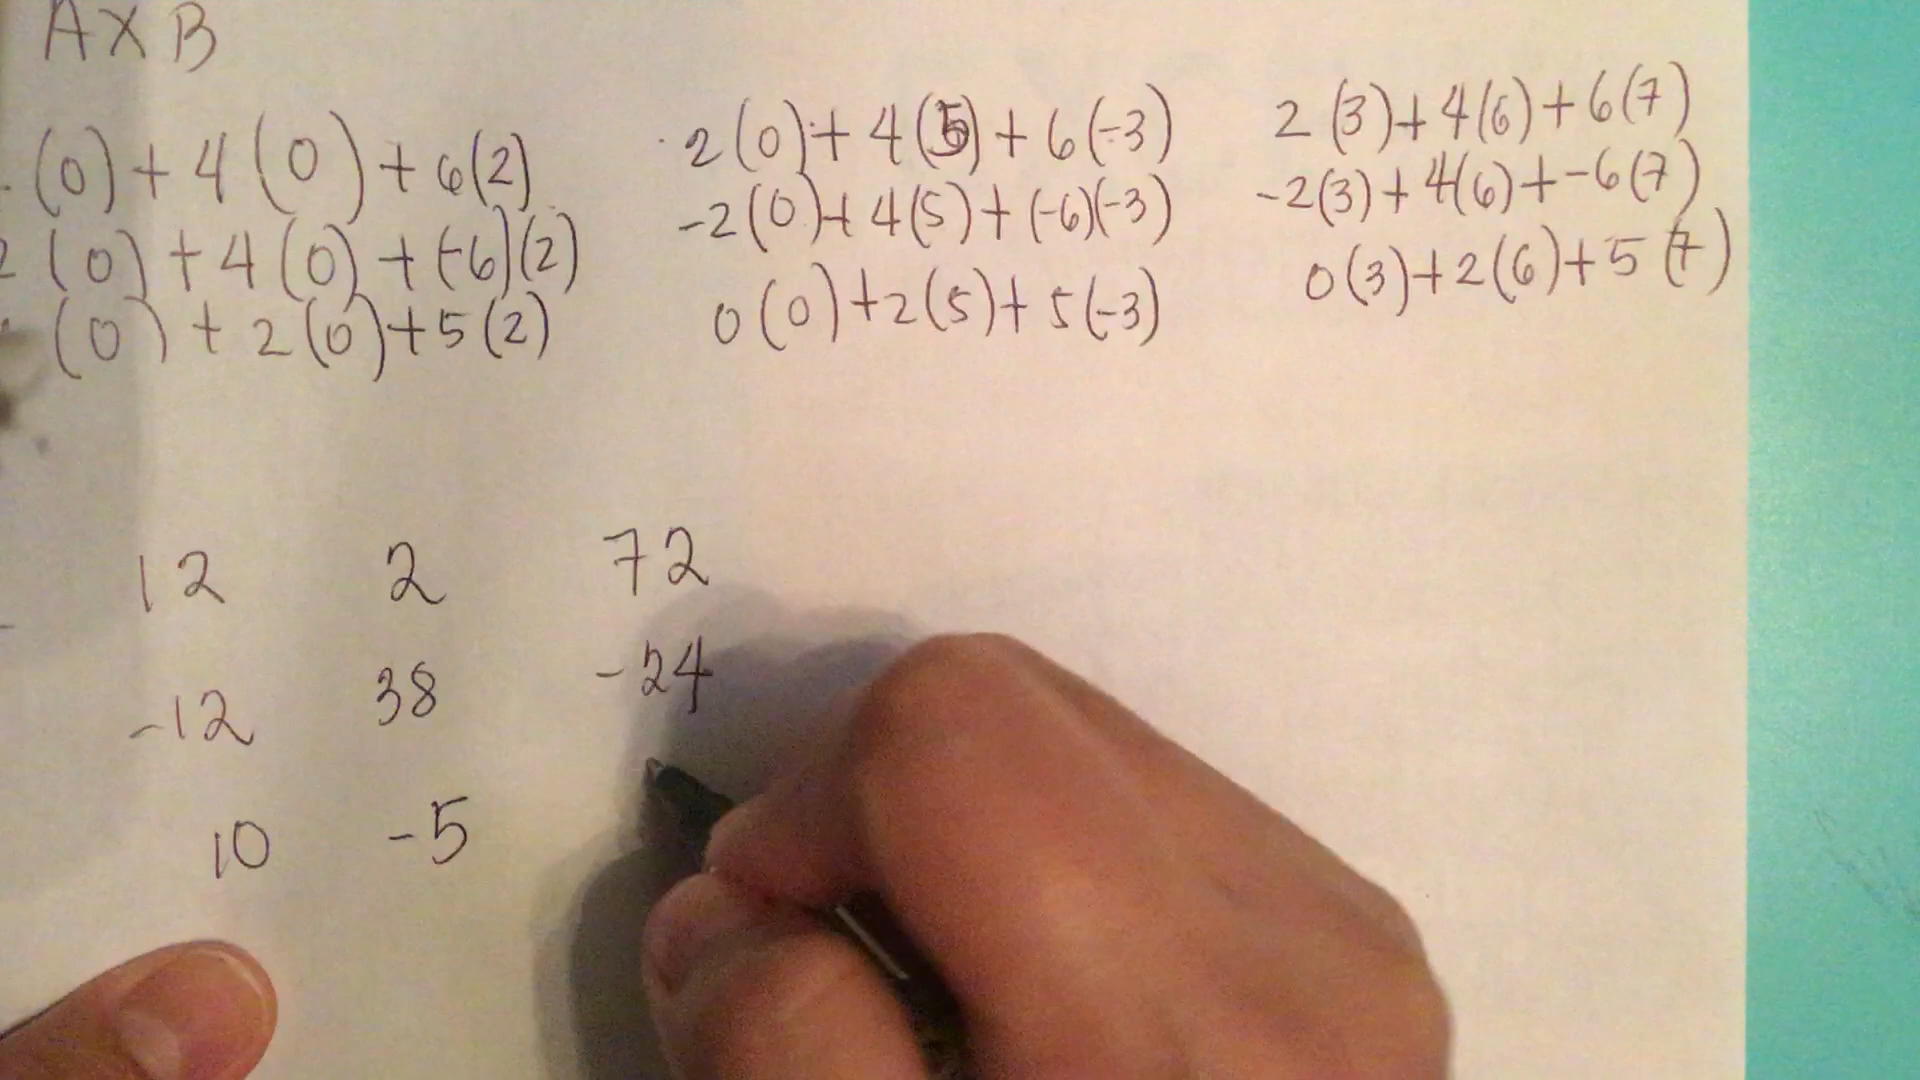 A X B
(0) + 4 (0) + 6(2) 2 (0) + 4 (5) + 6 (-3) 2 (3) + 4(6) + 6(7)
2 (0) + 4 (0) + (-6)(2) -2 (0) + 4(5) + (-6)(-3) -2(3) + 4(6) + -6(7)
(0) + 2(0) + 5(2) 0 (0) + 2(5) + 5(-3) 0(3) + 2(6) + 5(7)
12 2 72
-12 38 -24
10 -5